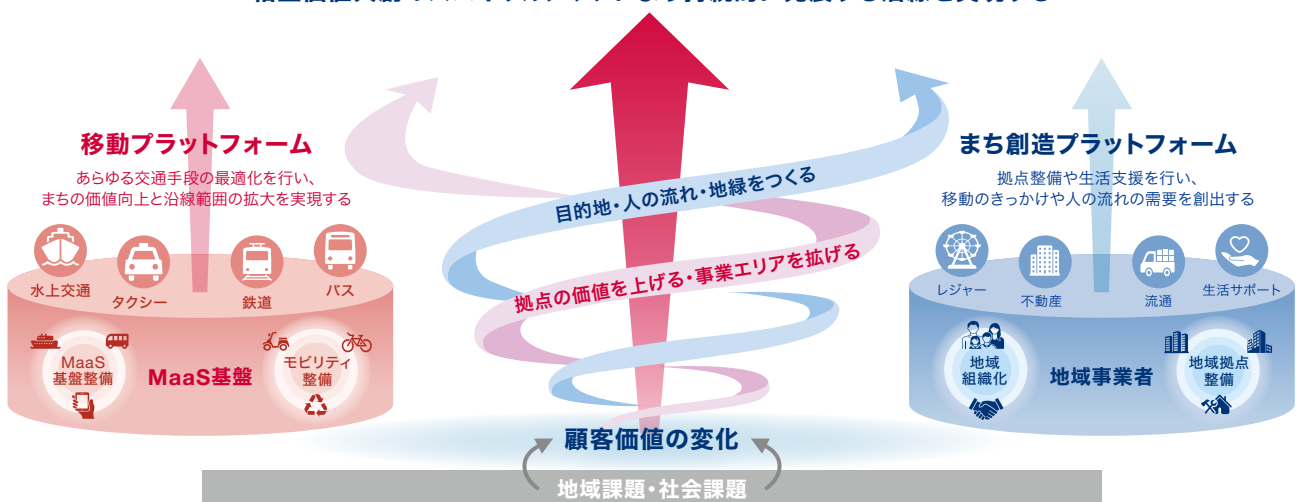 移動プラットフォーム
あらゆる交通手段の最適化を行い、
まちの価値向上と沿線範囲の拡大を実現する
水上交通
タクシー
鉄道
バス
MaaS
基盤整備
MaaS基盤
モビリティ
整備
目的地・人の流れ・地縁をつくる
拠点の価値を上げる・事業エリアを拡げる
まち創造プラットフォーム
拠点整備や生活支援を行い、
移動のきっかけや人の流れの需要を創出する
レジャー
不動産
流通
生活サポート
地域
組織化
地域事業者
地域拠点
整備
顧客価値の変化
地域課題・社会課題